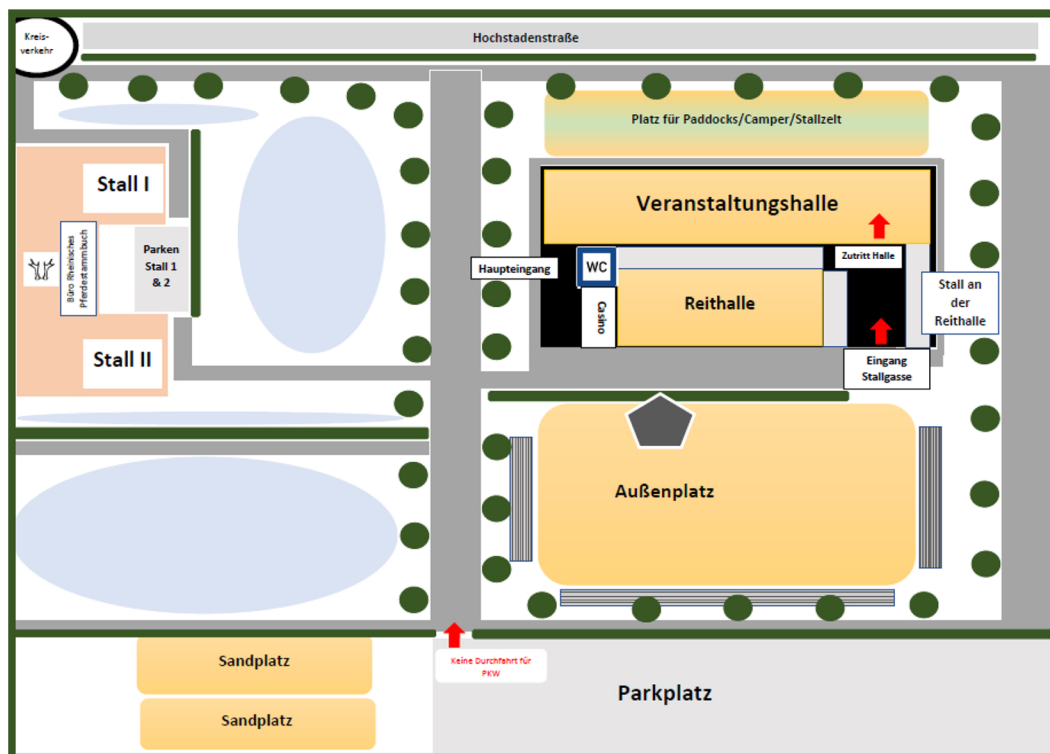 Kreis-
verkehr
Hochstadenstraße
Platz für Paddocks/Camper/Stallzelt
Stall I
Veranstaltungshalle
Büro Rheinisches
Pferdestammbuch
Parken
Stall 1
& 2
Haupteingang
WC
Zutritt Halle
Casino
Reithalle
Stall an
der
Reithalle
Stall II
Eingang
Stallgasse
Außenplatz
Sandplatz
Keine Durchfahrt für
PKW
Parkplatz
Sandplatz